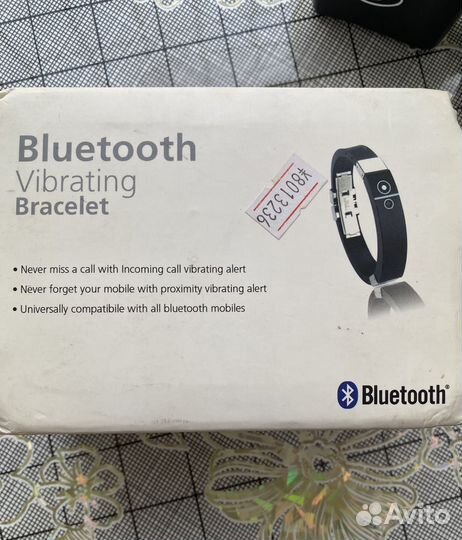 Bluetooth
Vibrating
Bracelet
¥8013236
• Never miss a call with Incoming call vibrating alert
• Never forget your mobile with proximity vibrating alert
• Universally compatibile with all bluetooth mobiles
Bluetooth®
Avito